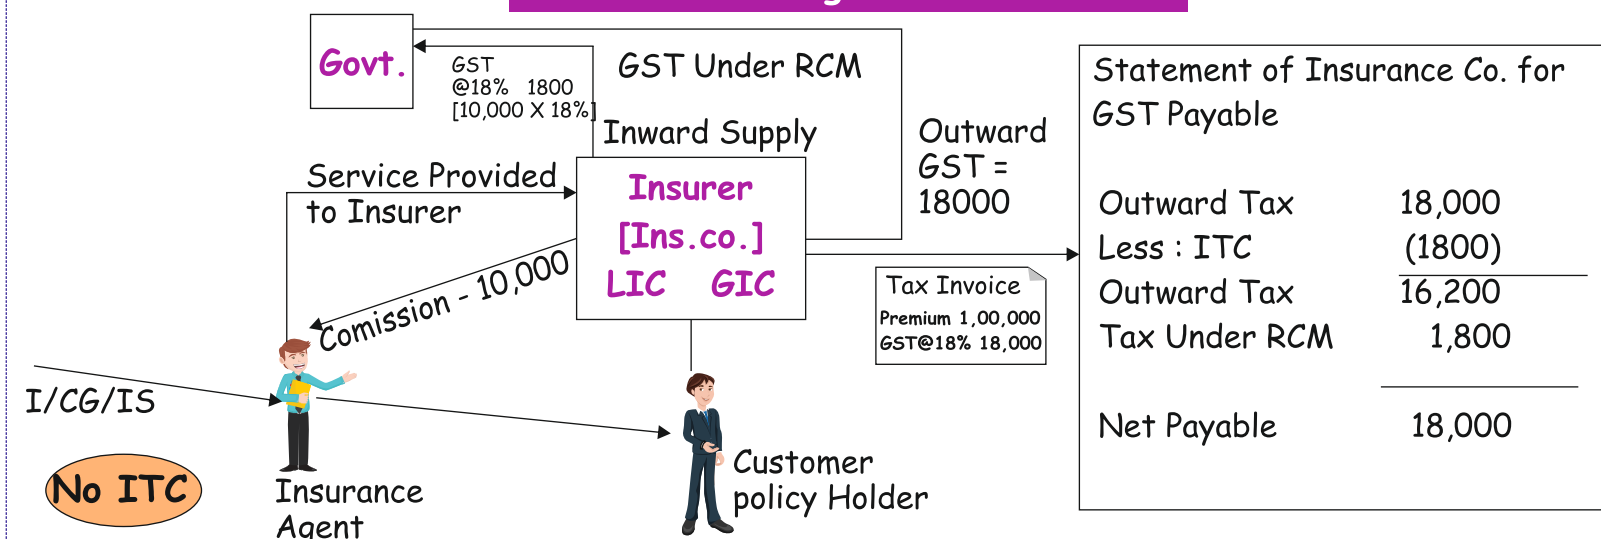 Govt.
GST
@18% 1800
[10,000 X 18%]
GST Under RCM
Inward Supply
Service Provided
to Insurer
Insurer
[Ins.co.]
LIC GIC
Comission - 10,000
Outward
GST =
18000
Tax Invoice
Premium 1,00,000
GST@18% 18,000
I/CG/IS
No ITC
Insurance
Agent
Customer
policy Holder
Statement of Insurance Co. for
GST Payable
Outward Tax 18,000
Less : ITC (1800)
Outward Tax 16,200
Tax Under RCM 1,800
Net Payable 18,000